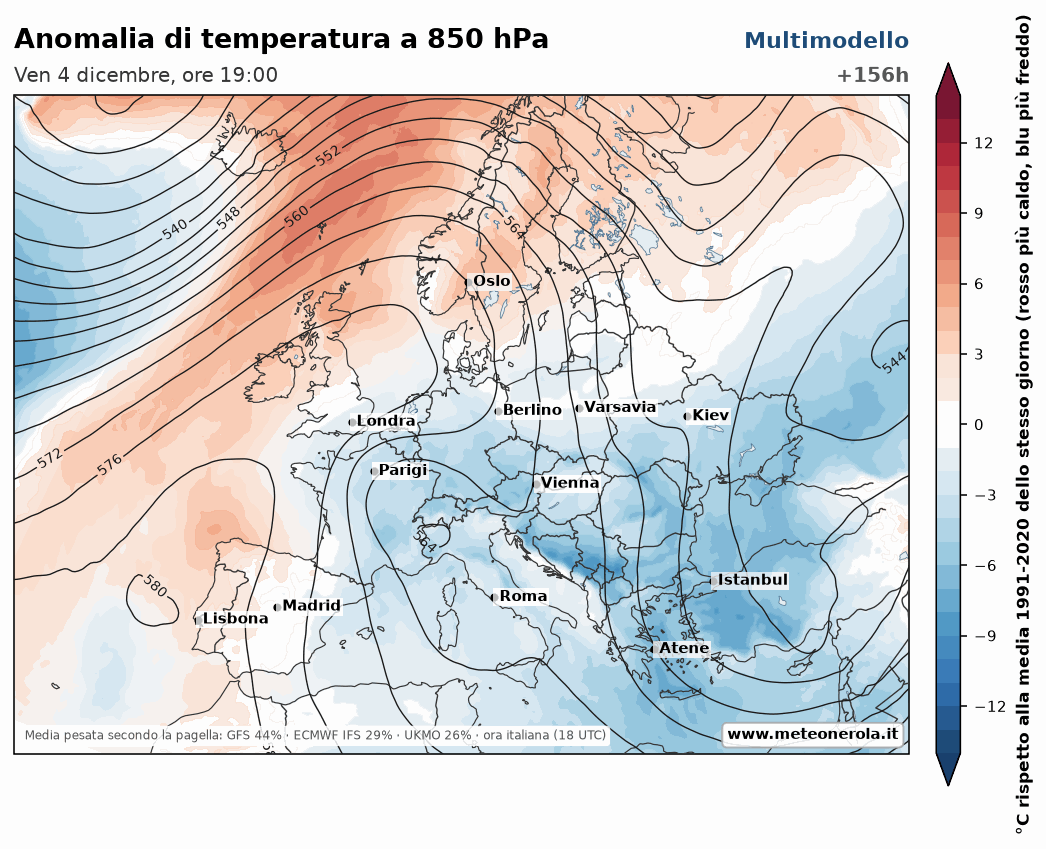 Anomalia di temperatura a 850 hPa
Multimodello
Ven 4 dicembre, ore 19:00
+156h
552
540
548
560
564
Oslo
544
Londra
Berlino
Varsavia
Kiev
572
576
Parigi
Vienna
564
580
Istanbul
Roma
Madrid
Lisbona
Atene
Media pesata secondo la pagella: GFS 44% · ECMWF IFS 29% · UKMO 26% · ora italiana (18 UTC)
www.meteonerola.it
12
9
6
3
0
−3
−6
−9
−12
°C rispetto alla media 1991-2020 dello stesso giorno (rosso più caldo, blu più freddo)